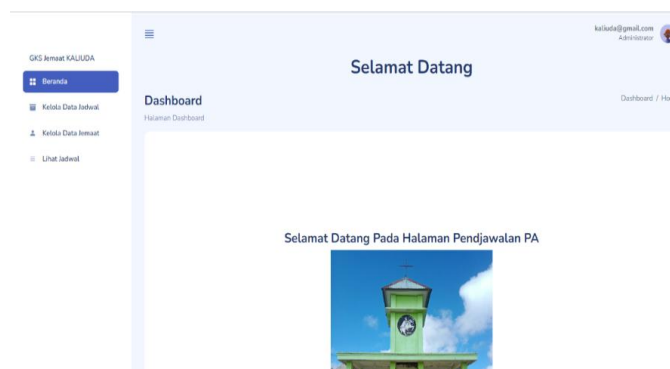 kaliuda@gmail.com
Administrator
GKS Jemaat KALIUDA
Selamat Datang
Beranda
Dashboard
Dashboard / Ho
Kelola Data Jadwal
Halaman Dashboard
Kelola Data Jemaat
Lihat Jadwal
Selamat Datang Pada Halaman Pendjawalan PA